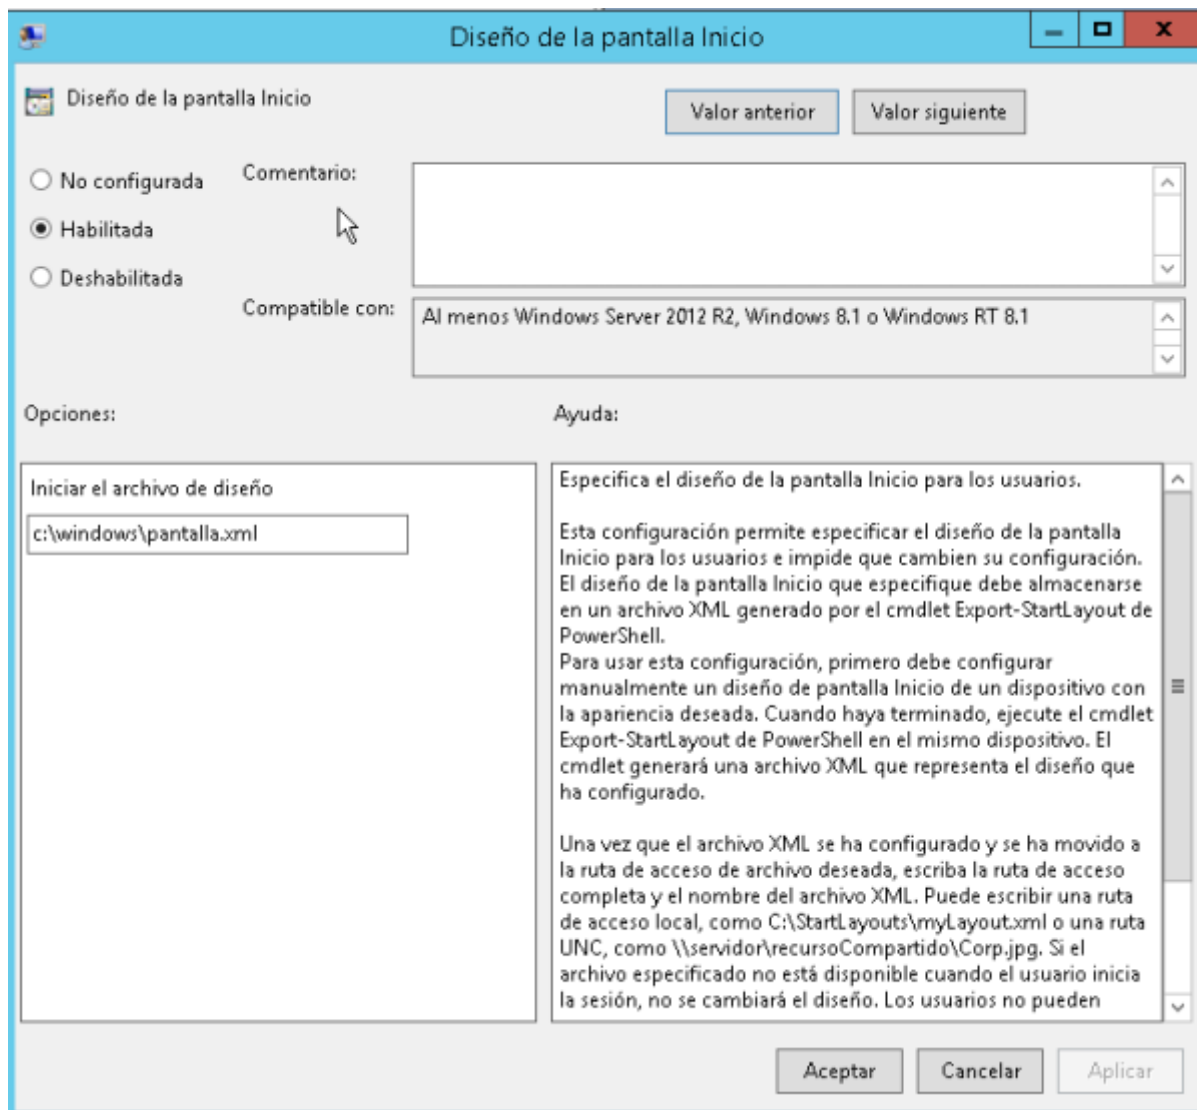 Diseño de la pantalla Inicio
Diseño de la pantalla Inicio
Valor anterior
Valor siguiente
No configurada
Comentario:
Habilitada
Deshabilitada
Compatible con:
Al menos Windows Server 2012 R2, Windows 8.1 o Windows RT 8.1
Opciones:
Ayuda:
Iniciar el archivo de diseño
c:\windows\pantalla.xml
Especifica el diseño de la pantalla Inicio para los usuarios.
Esta configuración permite especificar el diseño de la pantalla
Inicio para los usuarios e impide que cambien su configuración.
El diseño de la pantalla Inicio que especifique debe almacenarse
en un archivo XML generado por el cmdlet Export-StartLayout de
PowerShell.
Para usar esta configuración, primero debe configurar
manualmente un diseño de pantalla Inicio de un dispositivo con
la apariencia deseada. Cuando haya terminado, ejecute el cmdlet
Export-StartLayout de PowerShell en el mismo dispositivo. El
cmdlet generará una archivo XML que representa el diseño que
ha configurado.
Una vez que el archivo XML se ha configurado y se ha movido a
la ruta de acceso de archivo deseada, escriba la ruta de acceso
completa y el nombre del archivo XML. Puede escribir una ruta
de acceso local, como C:\StartLayouts\myLayout.xml o una ruta
UNC, como \\servidor\recursoCompartido\Corp.jpg. Si el
archivo especificado no está disponible cuando el usuario inicia
la sesión, no se cambiará el diseño. Los usuarios no pueden
Aceptar
Cancelar
Aplicar